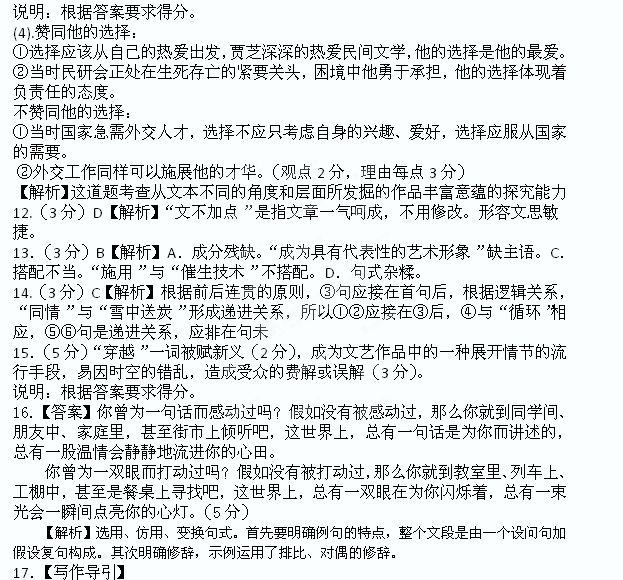 说明：根据答案要求得分。
(4).赞同他的选择：
①选择应该从自己的热爱出发，贾芝深深的热爱民间文学，他的选择是他的最爱。
②当时民研会正处在生死存亡的紧要关头，困境中他勇于承担，他的选择体现着
负责任的态度。
不赞同他的选择：
①当时国家急需外交人才，选择不应只考虑自身的兴趣、爱好，选择应服从国家
的需要。
②外交工作同样可以施展他的才华。（观点 2 分，理由每点 3 分）
【解析】这道题考查从文本不同的角度和层面所发掘的作品丰富意蕴的探究能力
12.（3 分）D【解析】“文不加点 ”是指文章一气呵成，不用修改。形容文思敏
捷。
13.（3 分）B【解析】A．成分残缺。“成为具有代表性的艺术形象 ”缺主语。C.
搭配不当。“施用 ”与“催生技术 ”不搭配。D．句式杂糅。
14.（3 分）C【解析】根据前后连贯的原则，③句应接在首句后，根据逻辑关系，
“同情 ”与“雪中送炭 ”形成递进关系，所以①②应接在③后，④与“循环 ”相
应，⑤⑥句是递进关系，应排在句末
15.（5 分）“穿越 ”一词被赋新义（2 分），成为文艺作品中的一种展开情节的流
行手段，易因时空的错乱，造成受众的费解或误解（3 分）。
说明：根据答案要求得分。
16.【答案】你曾为一句话而感动过吗？假如没有被感动过，那么你就到同学间、
朋友中、家庭里，甚至街市上倾听吧，这世界上，总有一句话是为你而讲述的，
总有一股温情会静静地流进你的心田。
你曾为一双眼而打动过吗？假如没有被打动过，那么你就到教室里、列车上、
工棚中，甚至是餐桌上寻找吧，这世界上，总有一双眼在为你闪烁着，总有一束
光会一瞬间点亮你的心灯。（5 分）
【解析】选用、仿用、变换句式。首先要明确例句的特点，整个文段是由一个设问句加
假设复句构成。其次明确修辞，示例运用了排比、对偶的修辞。
17.【写作导引】